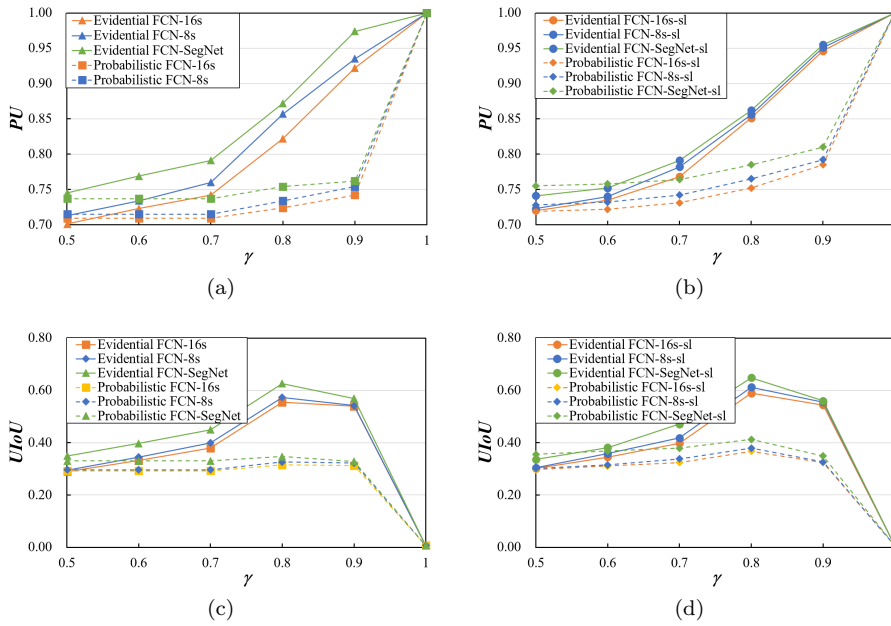 1.00
0.95
0.90
0.85
0.80
0.75
0.70
PU
Evidential FCN-16s
Evidential FCN-8s
Evidential FCN-SegNet
Probabilistic FCN-16s
Probabilistic FCN-8s
0.5 0.6 0.7 0.8 0.9 1
γ
(a)
1.00
0.95
0.90
0.85
0.80
0.75
0.70
PU
Evidential FCN-16s-sl
Evidential FCN-8s-sl
Evidential FCN-SegNet-sl
Probabilistic FCN-16s-sl
Probabilistic FCN-8s-sl
Probabilistic FCN-SegNet-sl
0.5 0.6 0.7 0.8 0.9
γ
(b)
0.80
0.60
0.40
0.20
0.00
UIoU
Evidential FCN-16s
Evidential FCN-8s
Evidential FCN-SegNet
Probabilistic FCN-16s
Probabilistic FCN-8s
Probabilistic FCN-SegNet
0.5 0.6 0.7 0.8 0.9 1
γ
(c)
0.80
0.60
0.40
0.20
0.00
UIoU
Evidential FCN-16s-sl
Evidential FCN-8s-sl
Evidential FCN-SegNet-sl
Probabilistic FCN-16s-sl
Probabilistic FCN-8s-sl
Probabilistic FCN-SegNet-sl
0.5 0.6 0.7 0.8 0.9
γ
(d)